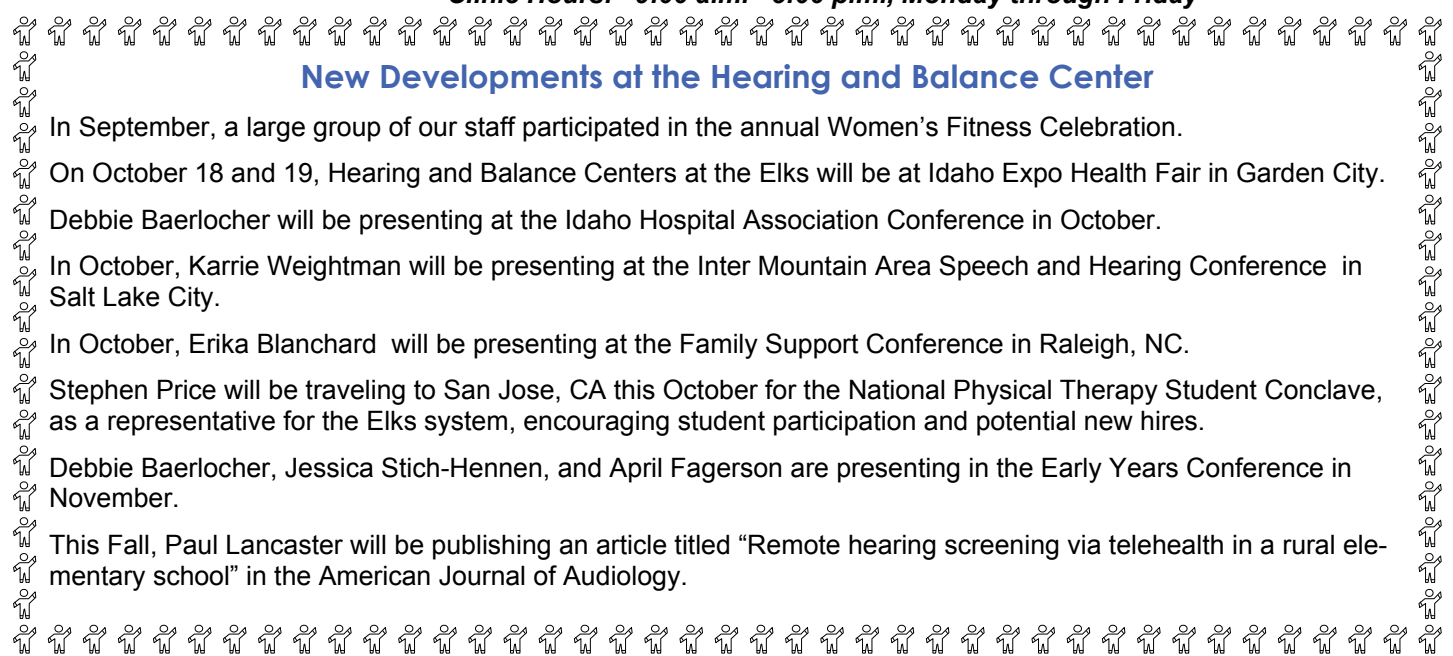 New Developments at the Hearing and Balance Center
In September, a large group of our staff participated in the annual Women's Fitness Celebration.
On October 18 and 19, Hearing and Balance Centers at the Elks will be at Idaho Expo Health Fair in Garden City.
Debbie Baerlocher will be presenting at the Idaho Hospital Association Conference in October.
In October, Karrie Weightman will be presenting at the Inter Mountain Area Speech and Hearing Conference  in
Salt Lake City.
In October, Erika Blanchard  will be presenting at the Family Support Conference in Raleigh, NC.
Stephen Price will be traveling to San Jose, CA this October for the National Physical Therapy Student Conclave,
as a representative for the Elks system, encouraging student participation and potential new hires.
Debbie Baerlocher, Jessica Stich-Hennen, and April Fagerson are presenting in the Early Years Conference in
November.
This Fall, Paul Lancaster will be publishing an article titled “Remote hearing screening via telehealth in a rural ele-
mentary school” in the American Journal of Audiology.